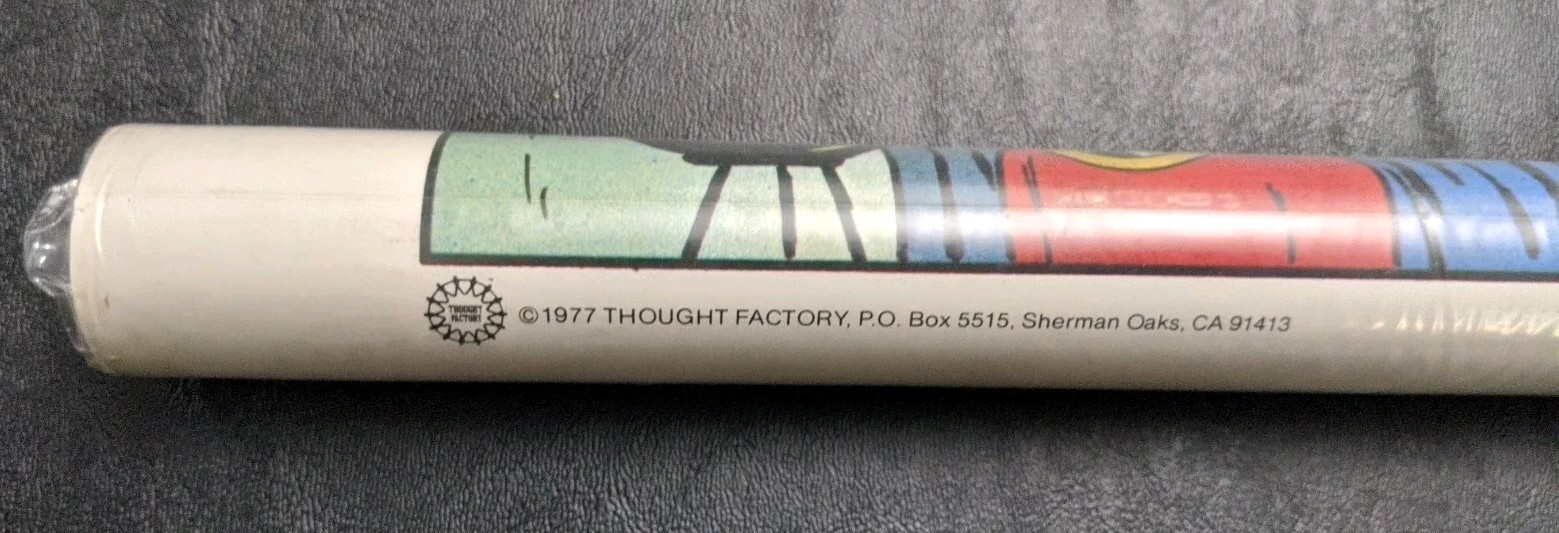 THOUGHT
FACTORY
©1977 THOUGHT FACTORY, P.O. Box 5515, Sherman Oaks, CA 91413